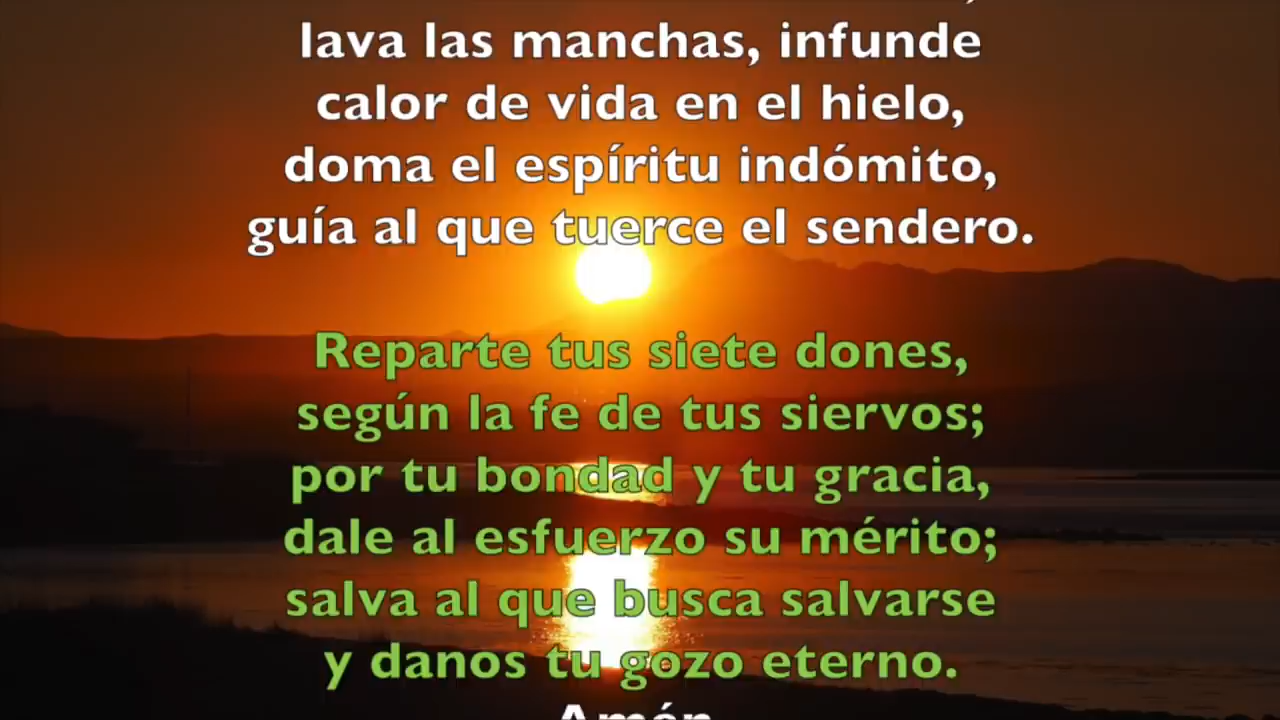 lava las manchas, infunde
calor de vida en el hielo,
doma el espíritu indómito,
guía al que tuerce el sendero.
Reparte tus siete dones,
según la fe de tus siervos;
por tu bondad y tu gracia,
dale al esfuerzo su mérito;
salva al que busca salvarse
y danos tu gozo eterno.
Amén